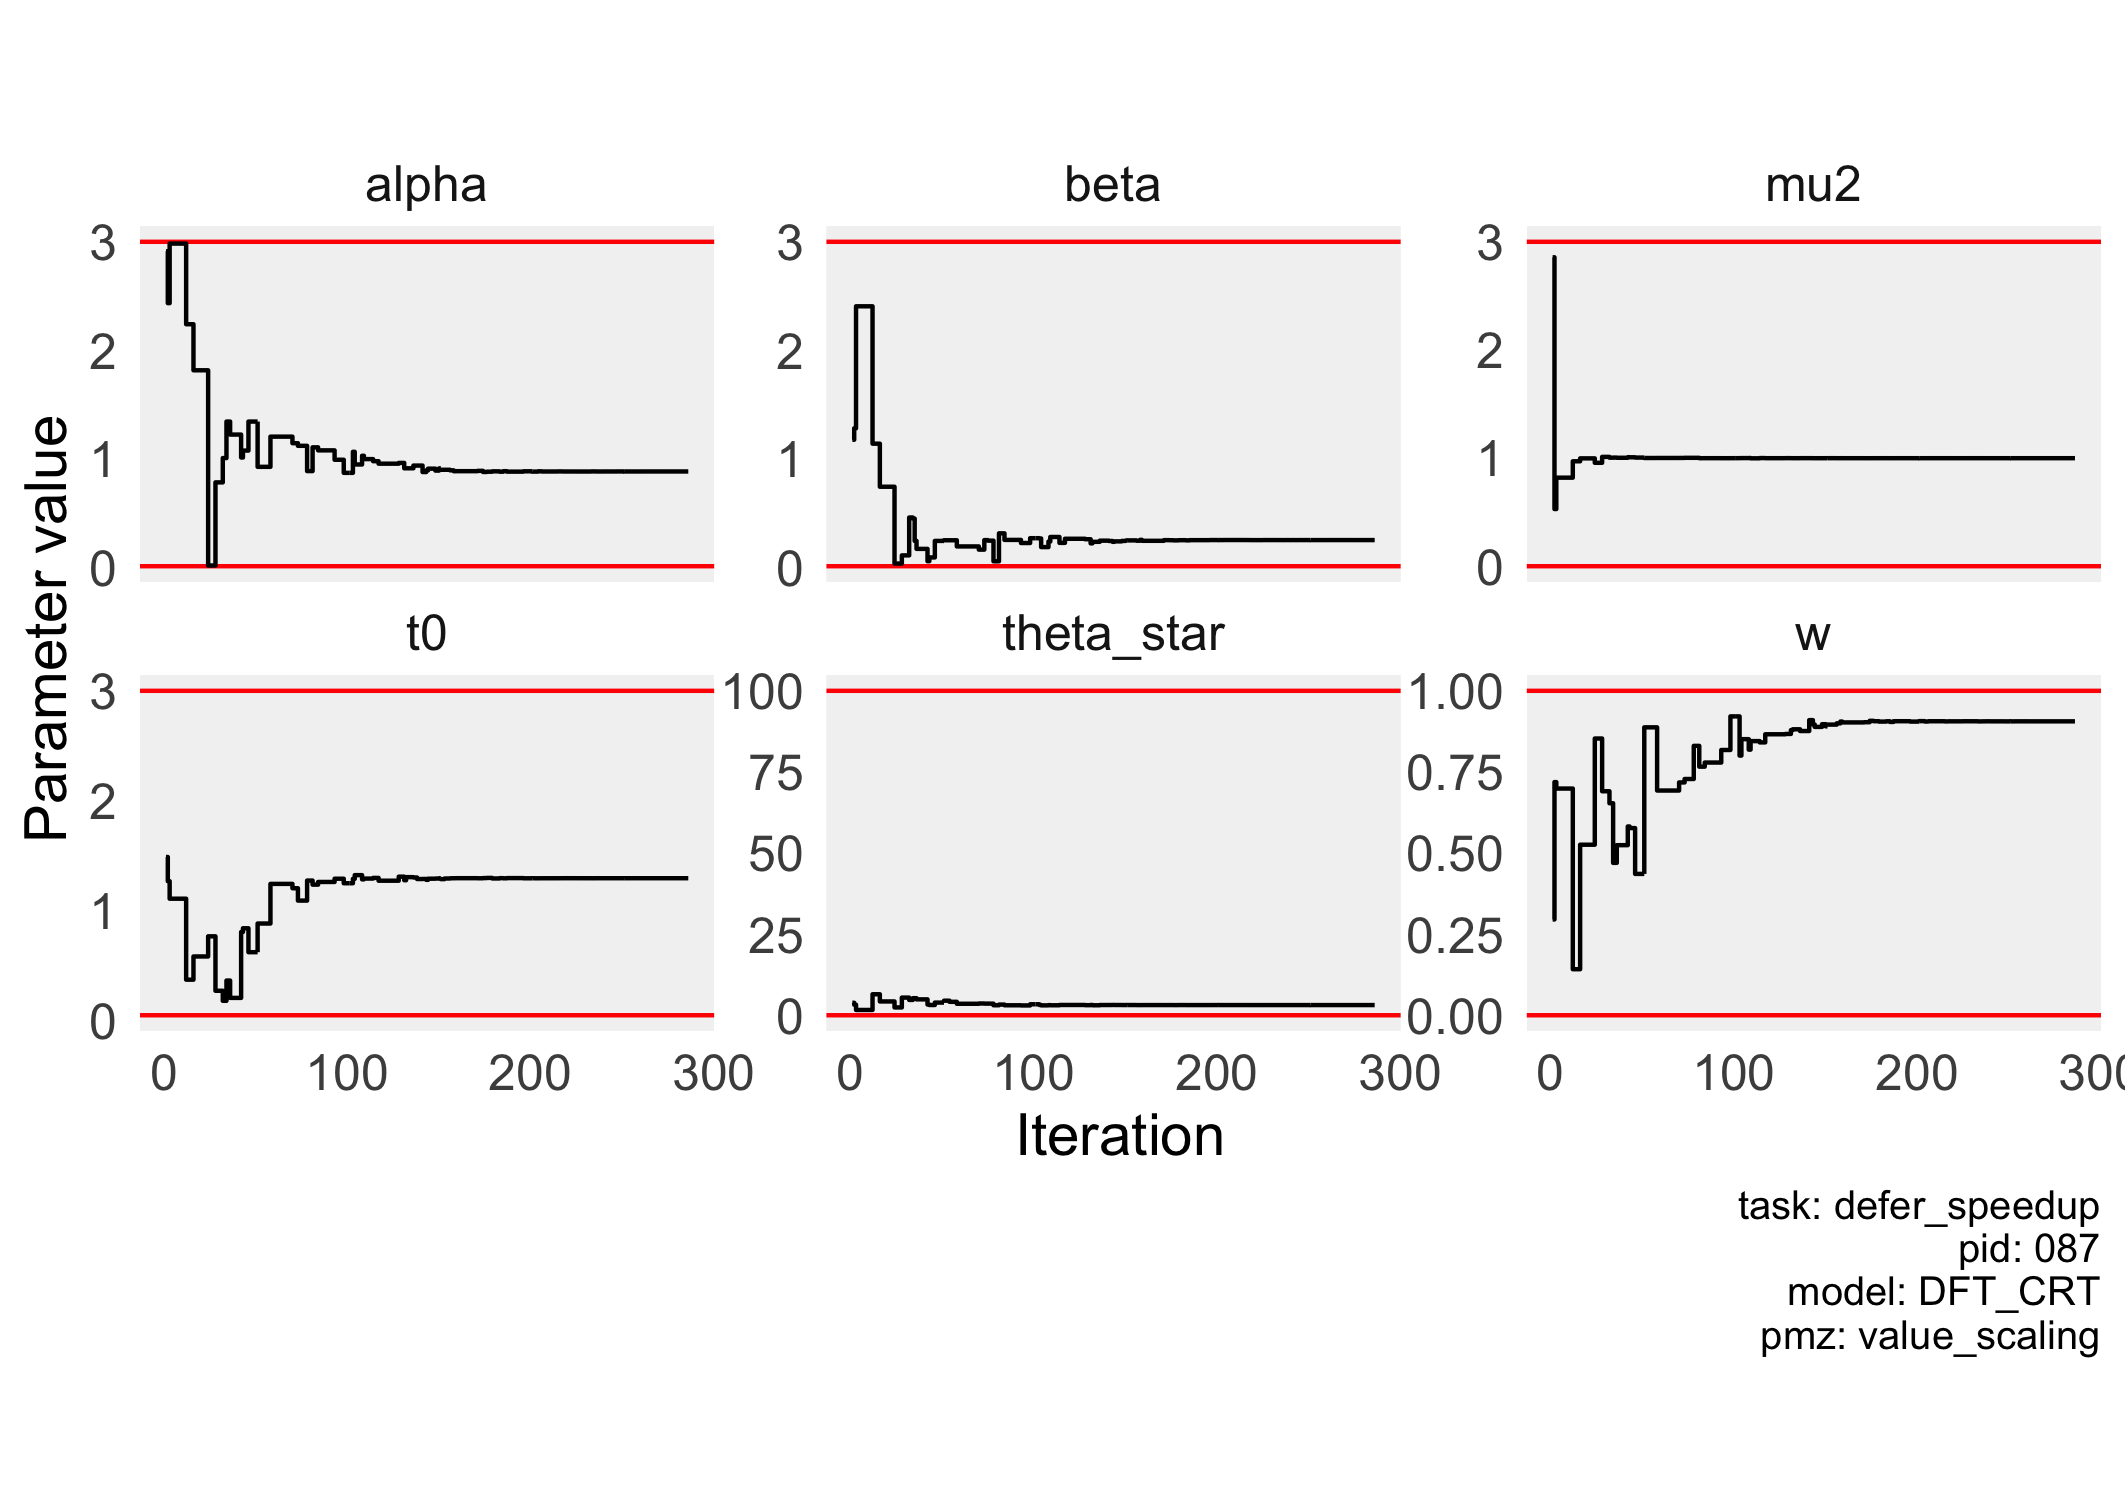 alpha beta mu2
3 3 3
2 2 2
1 1 1
0 0 0
Parameter value
t0 theta_star w
3 100 1.00
2 75 0.75
50 0.50
1 25 0.25
0 0 0.00
0 100 200 300 0 100 200 300 0 100 200 300
Iteration
task: defer_speedup
pid: 087
model: DFT_CRT
pmz: value_scaling